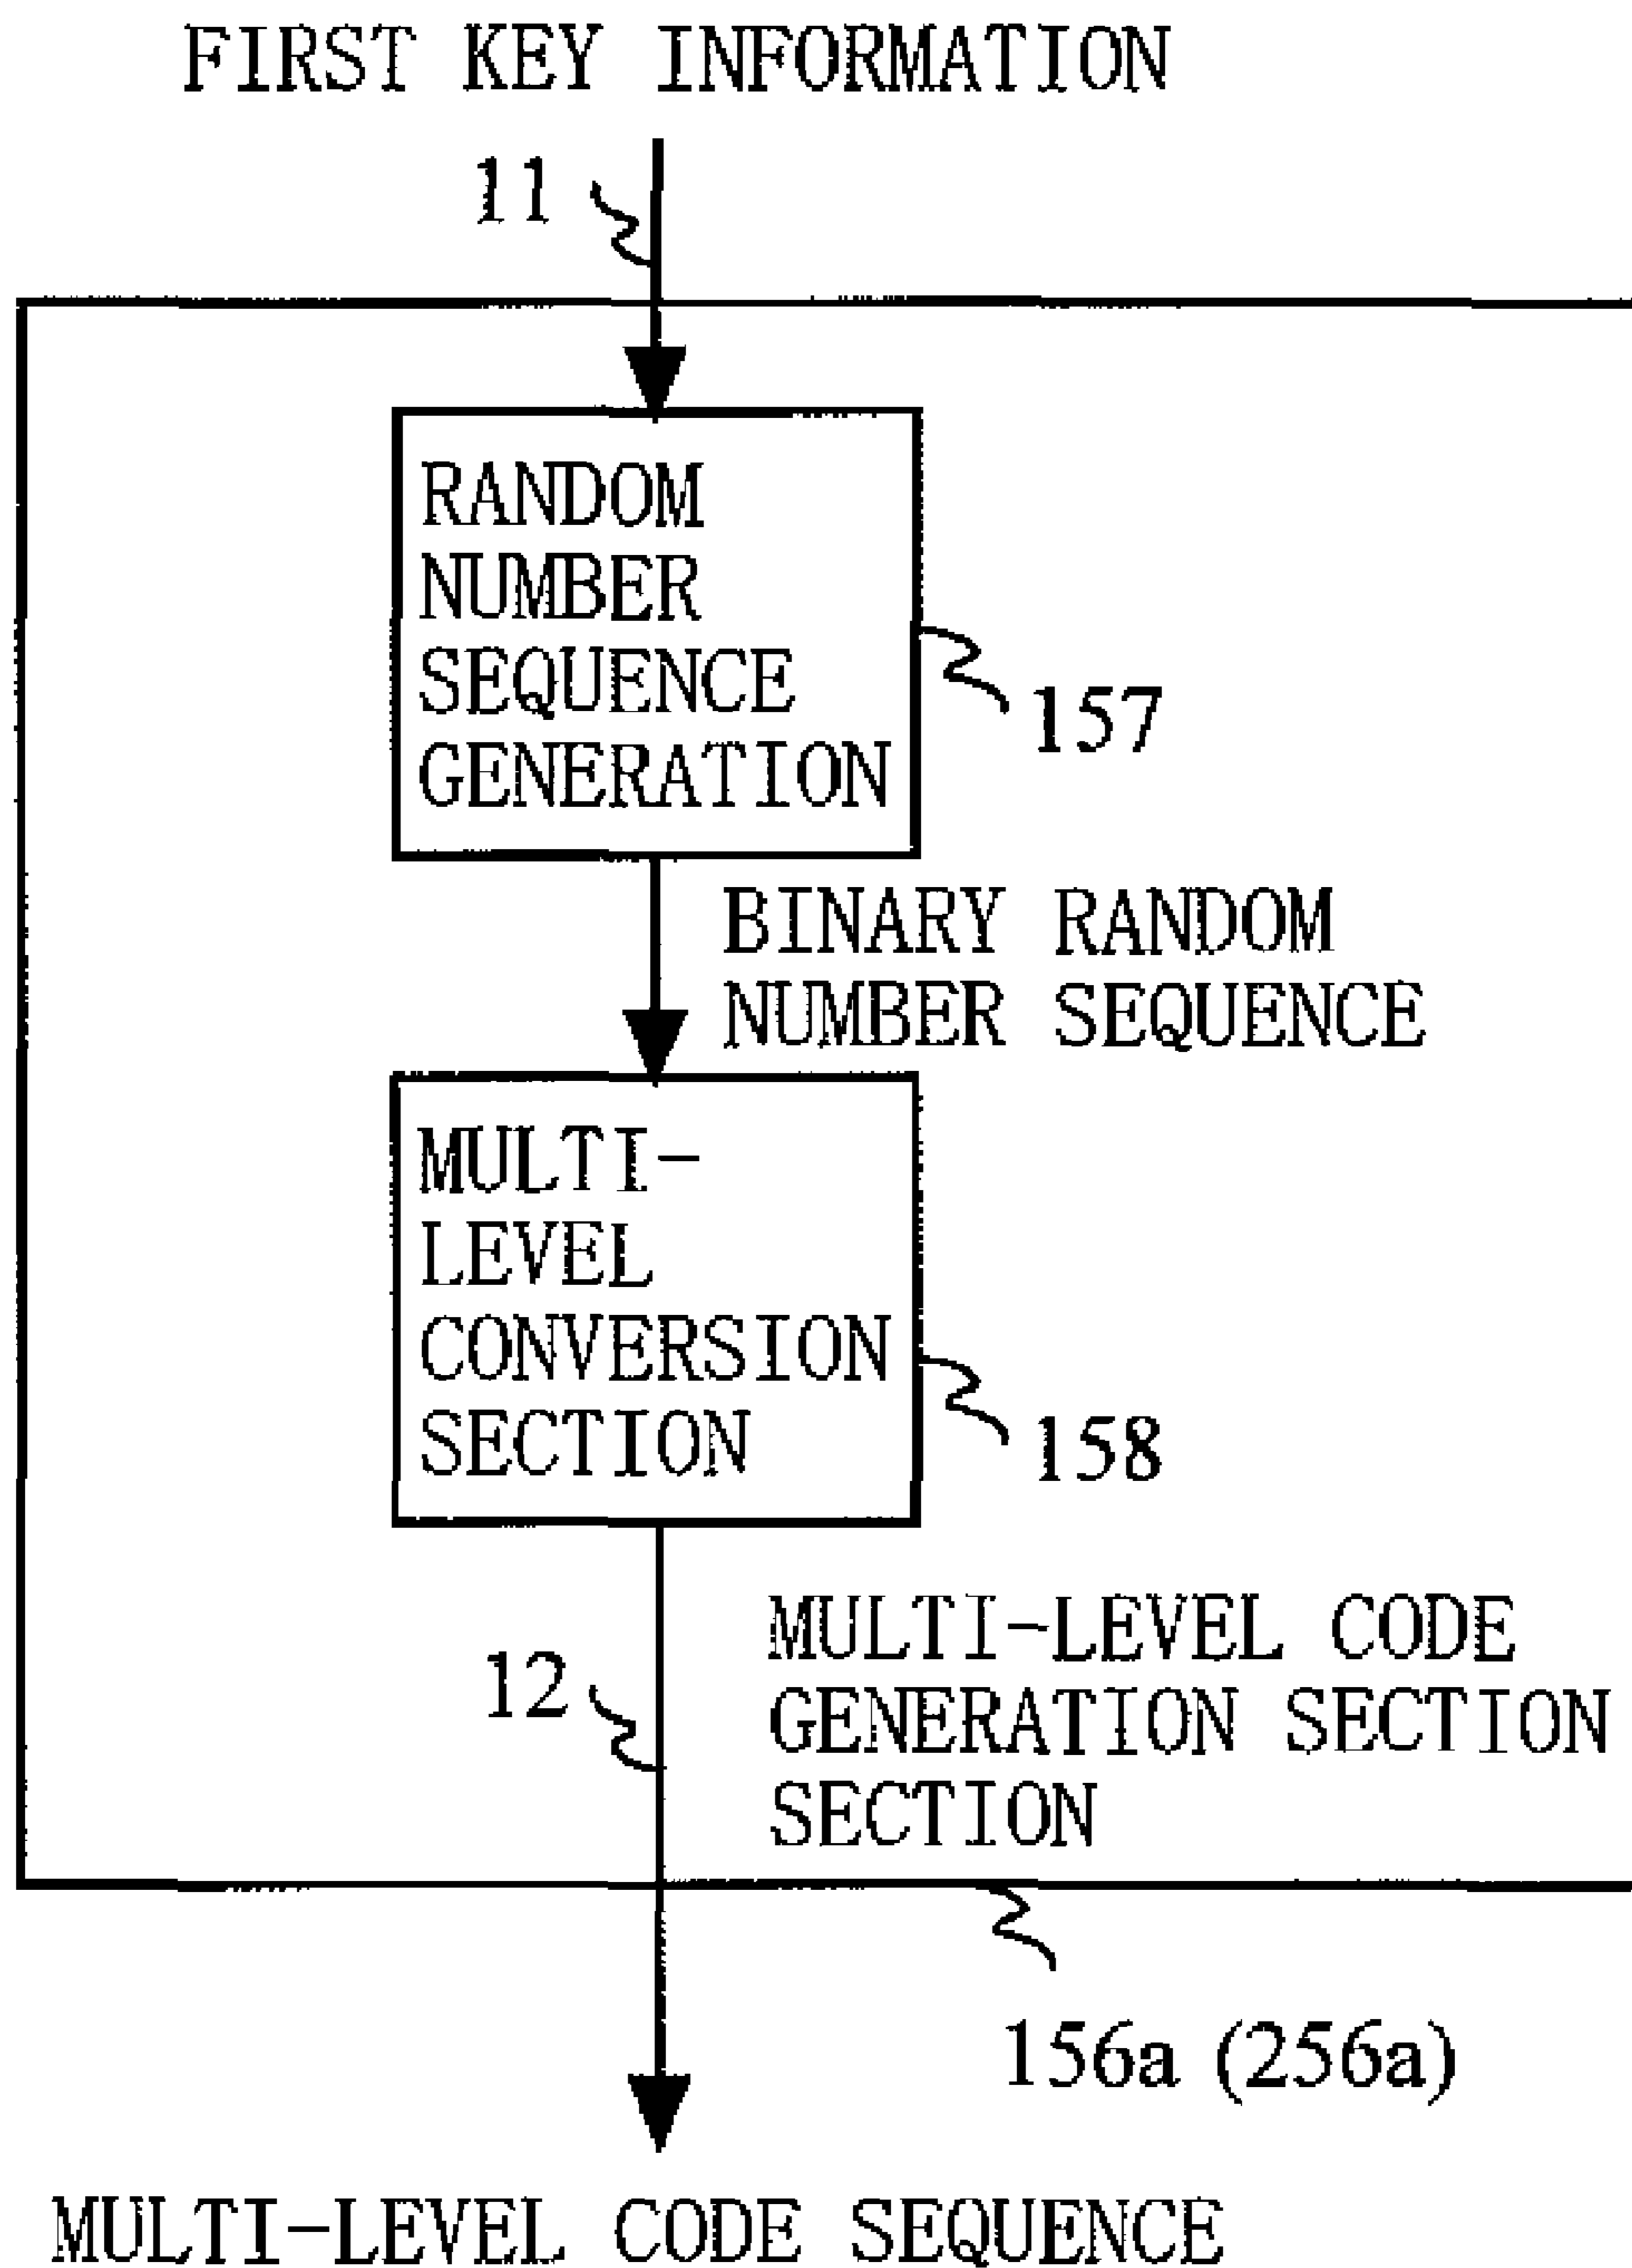 FIRST KEY INFORMATION
11
RANDOM
NUMBER
SEQUENCE
GENERATION
157
BINARY RANDOM
NUMBER SEQUENCE
MULTI-
LEVEL
CONVERSION
SECTION
158
12
MULTI-LEVEL CODE
GENERATION SECTION
SECTION
156a (256a)
MULTI-LEVEL CODE SEQUENCE